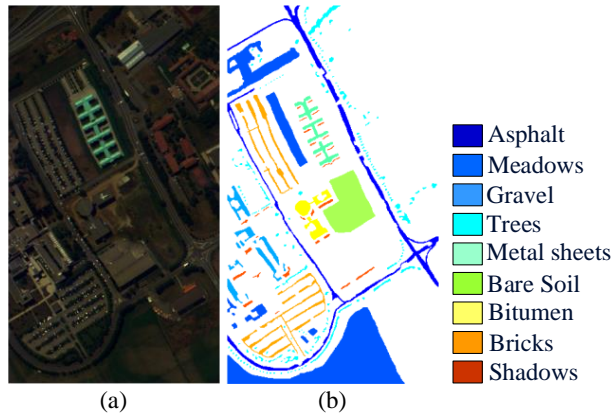 Asphalt
Meadows
Gravel
Trees
Metal sheets
Bare Soil
Bitumen
Bricks
Shadows
(a)
(b)